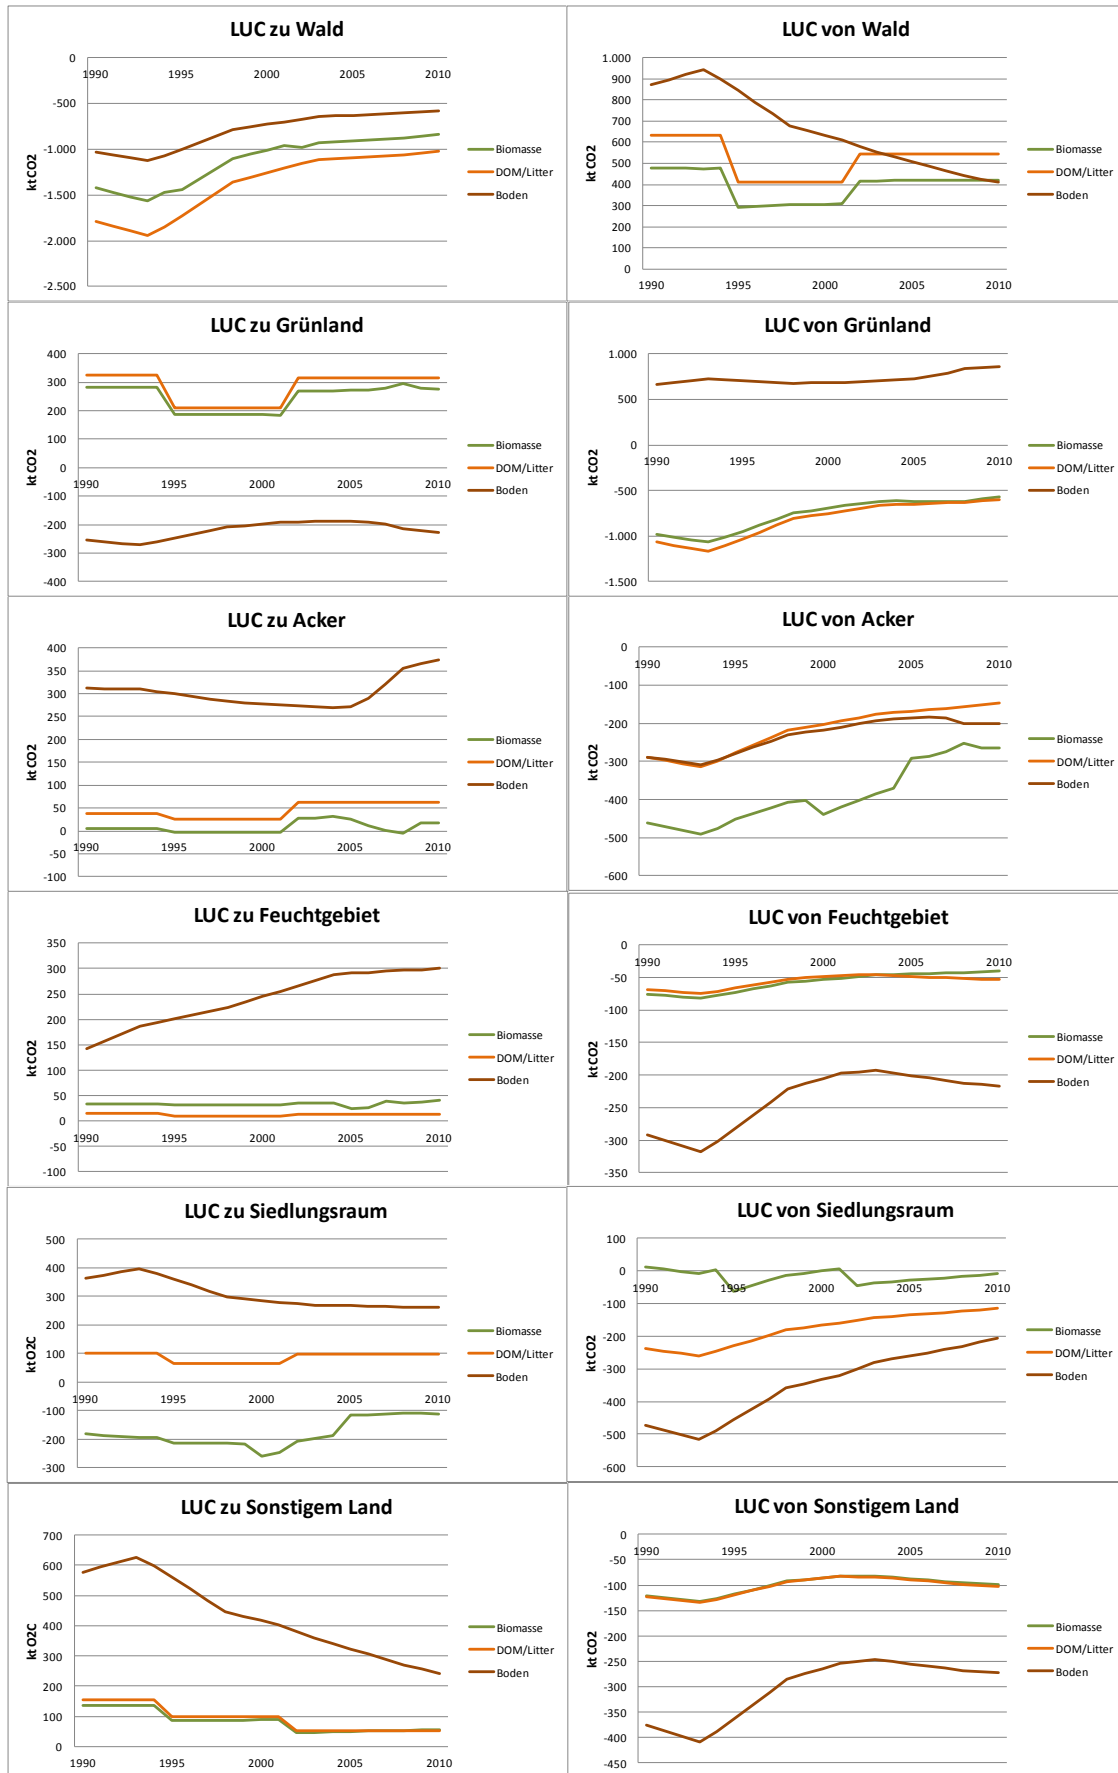 LUC zu Wald
0
-500
-1.000
-1.500
-2.000
-2.500
kt CO2
1990 1995 2000 2005 2010
Biomasse
DOM/Litter
Boden
LUC von Wald
1.000
900
800
700
600
500
400
300
200
100
0
kt CO2
1990 1995 2000 2005 2010
Biomasse
DOM/Litter
Boden
LUC zu Grünland
400
300
200
100
0
-100
-200
-300
-400
kt CO2
1990 1995 2000 2005 2010
Biomasse
DOM/Litter
Boden
LUC von Grünland
1.000
500
0
-500
-1.000
-1.500
kt CO2
1990 1995 2000 2005 2010
Biomasse
DOM/Litter
Boden
LUC zu Acker
400
350
300
250
200
150
100
50
0
-50
-100
kt CO2
1990 1995 2000 2005 2010
Biomasse
DOM/Litter
Boden
LUC von Acker
0
-100
-200
-300
-400
-500
-600
kt CO2
1990 1995 2000 2005 2010
Biomasse
DOM/Litter
Boden
LUC zu Feuchtgebiet
350
300
250
200
150
100
50
0
-50
-100
kt CO2
1990 1995 2000 2005 2010
Biomasse
DOM/Litter
Boden
LUC von Feuchtgebiet
0
-50
-100
-150
-200
-250
-300
-350
kt CO2
1990 1995 2000 2005 2010
Biomasse
DOM/Litter
Boden
LUC zu Siedlungsraum
500
400
300
200
100
0
-100
-200
-300
kt O2C
1990 1995 2000 2005 2010
Biomasse
DOM/Litter
Boden
LUC von Siedlungsraum
100
0
-100
-200
-300
-400
-500
-600
kt CO2
1990 1995 2000 2005 2010
Biomasse
DOM/Litter
Boden
LUC zu Sonstigem Land
700
600
500
400
300
200
100
0
kt O2C
1990 1995 2000 2005 2010
Biomasse
DOM/Litter
Boden
LUC von Sonstigem Land
0
-50
-100
-150
-200
-250
-300
-350
-400
-450
kt CO2
1990 1995 2000 2005 2010
Biomasse
DOM/Litter
Boden